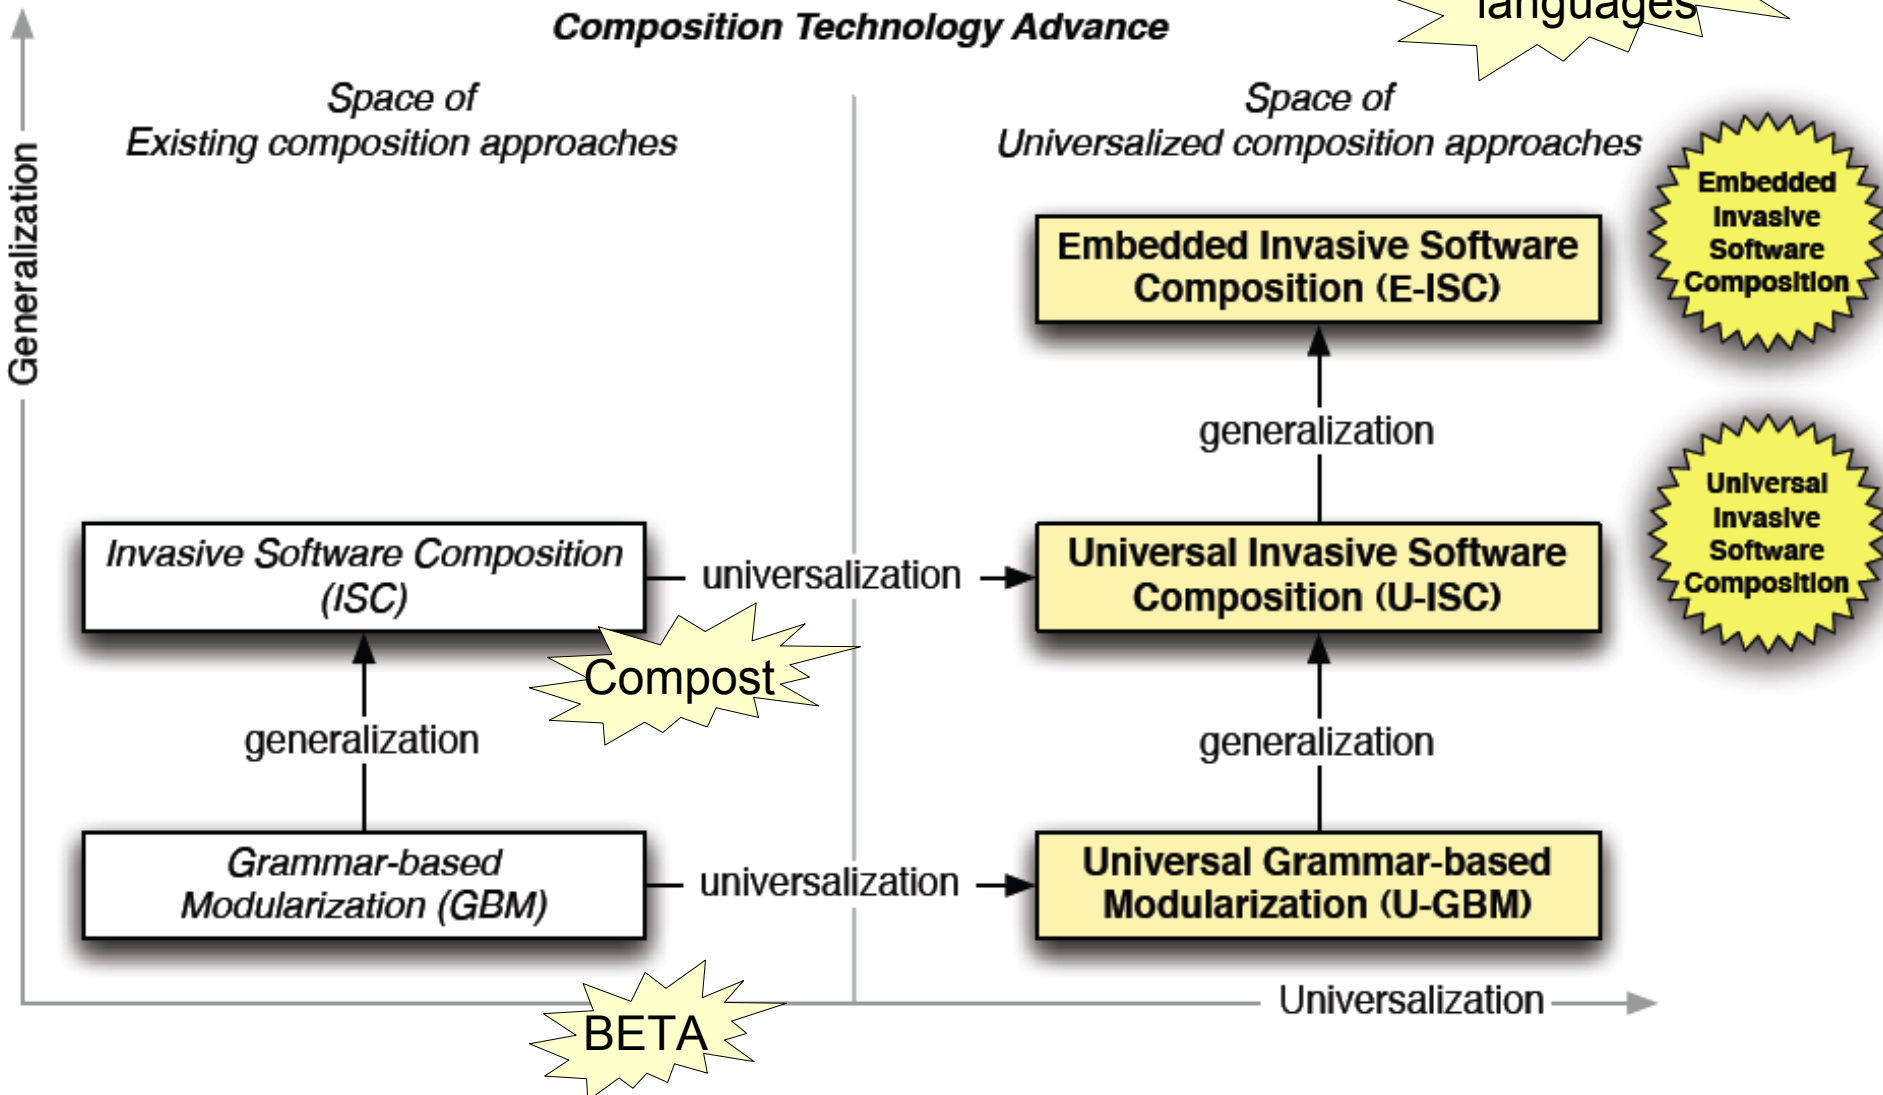 languages
Composition Technology Advance
Space of
Existing composition approaches
Space of
Universalized composition approaches
Generalization
Embedded
Invasive
Software
Composition
Embedded Invasive Software
Composition (E-ISC)
generalization
Universal
Invasive
Software
Composition
Invasive Software Composition
(ISC)
universalization
Universal Invasive Software
Composition (U-ISC)
Compost
generalization
generalization
Grammar-based
Modularization (GBM)
universalization
Universal Grammar-based
Modularization (U-GBM)
Universalization
BETA